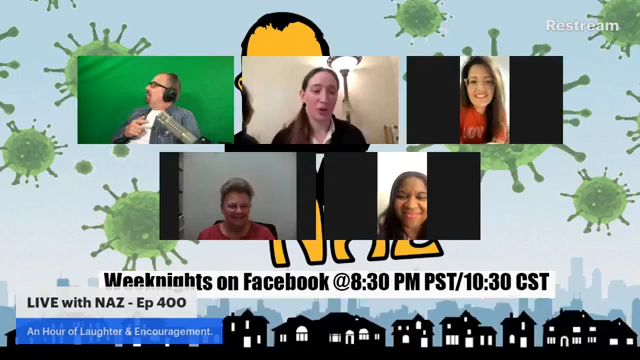 Restream
NAZ
Weeknights on Facebook @8:30 PM PST/10:30 CST
LIVE with NAZ - Ep 400
An Hour of Laughter & Encouragement.